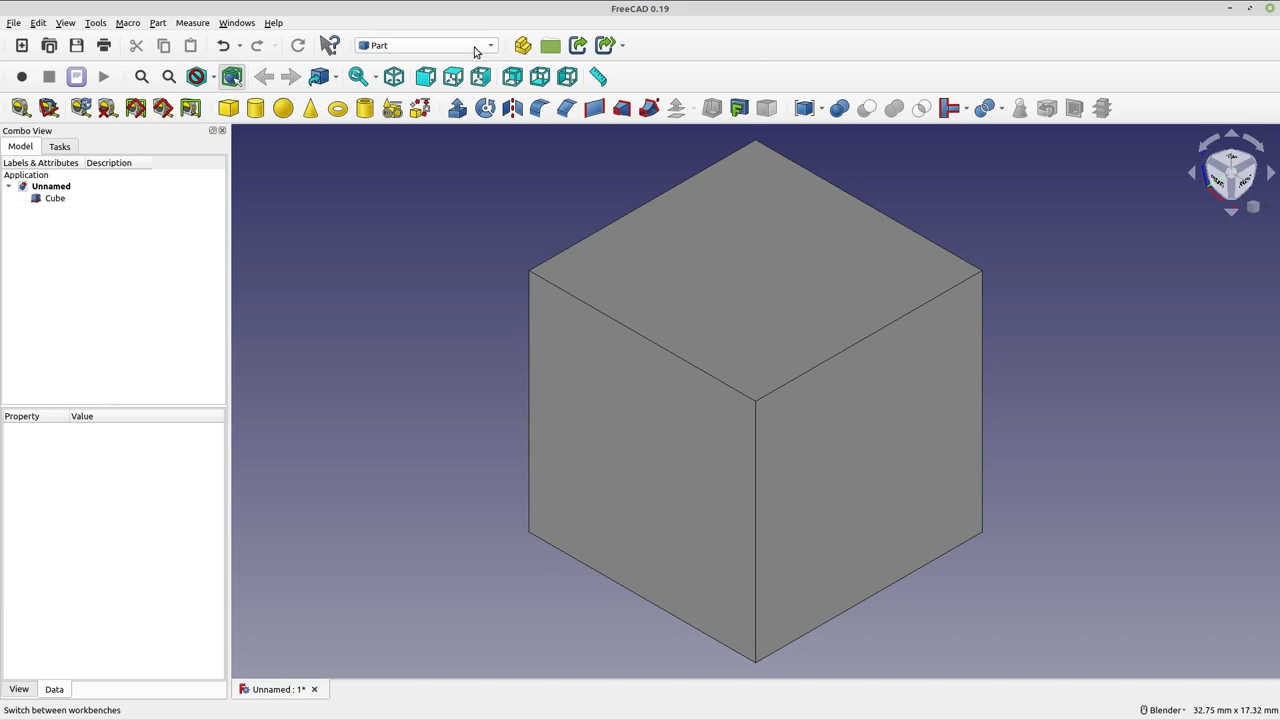 FreeCAD 0.19
File Edit View Tools Macro Part Measure Windows Help
Part
Combo View
Model Tasks
Labels & Attributes Description
Application
Unnamed
Cube
Property Value
View Data
Unnamed : 1*
Switch between workbenches
Blender 32.75 mm x 17.32 mm